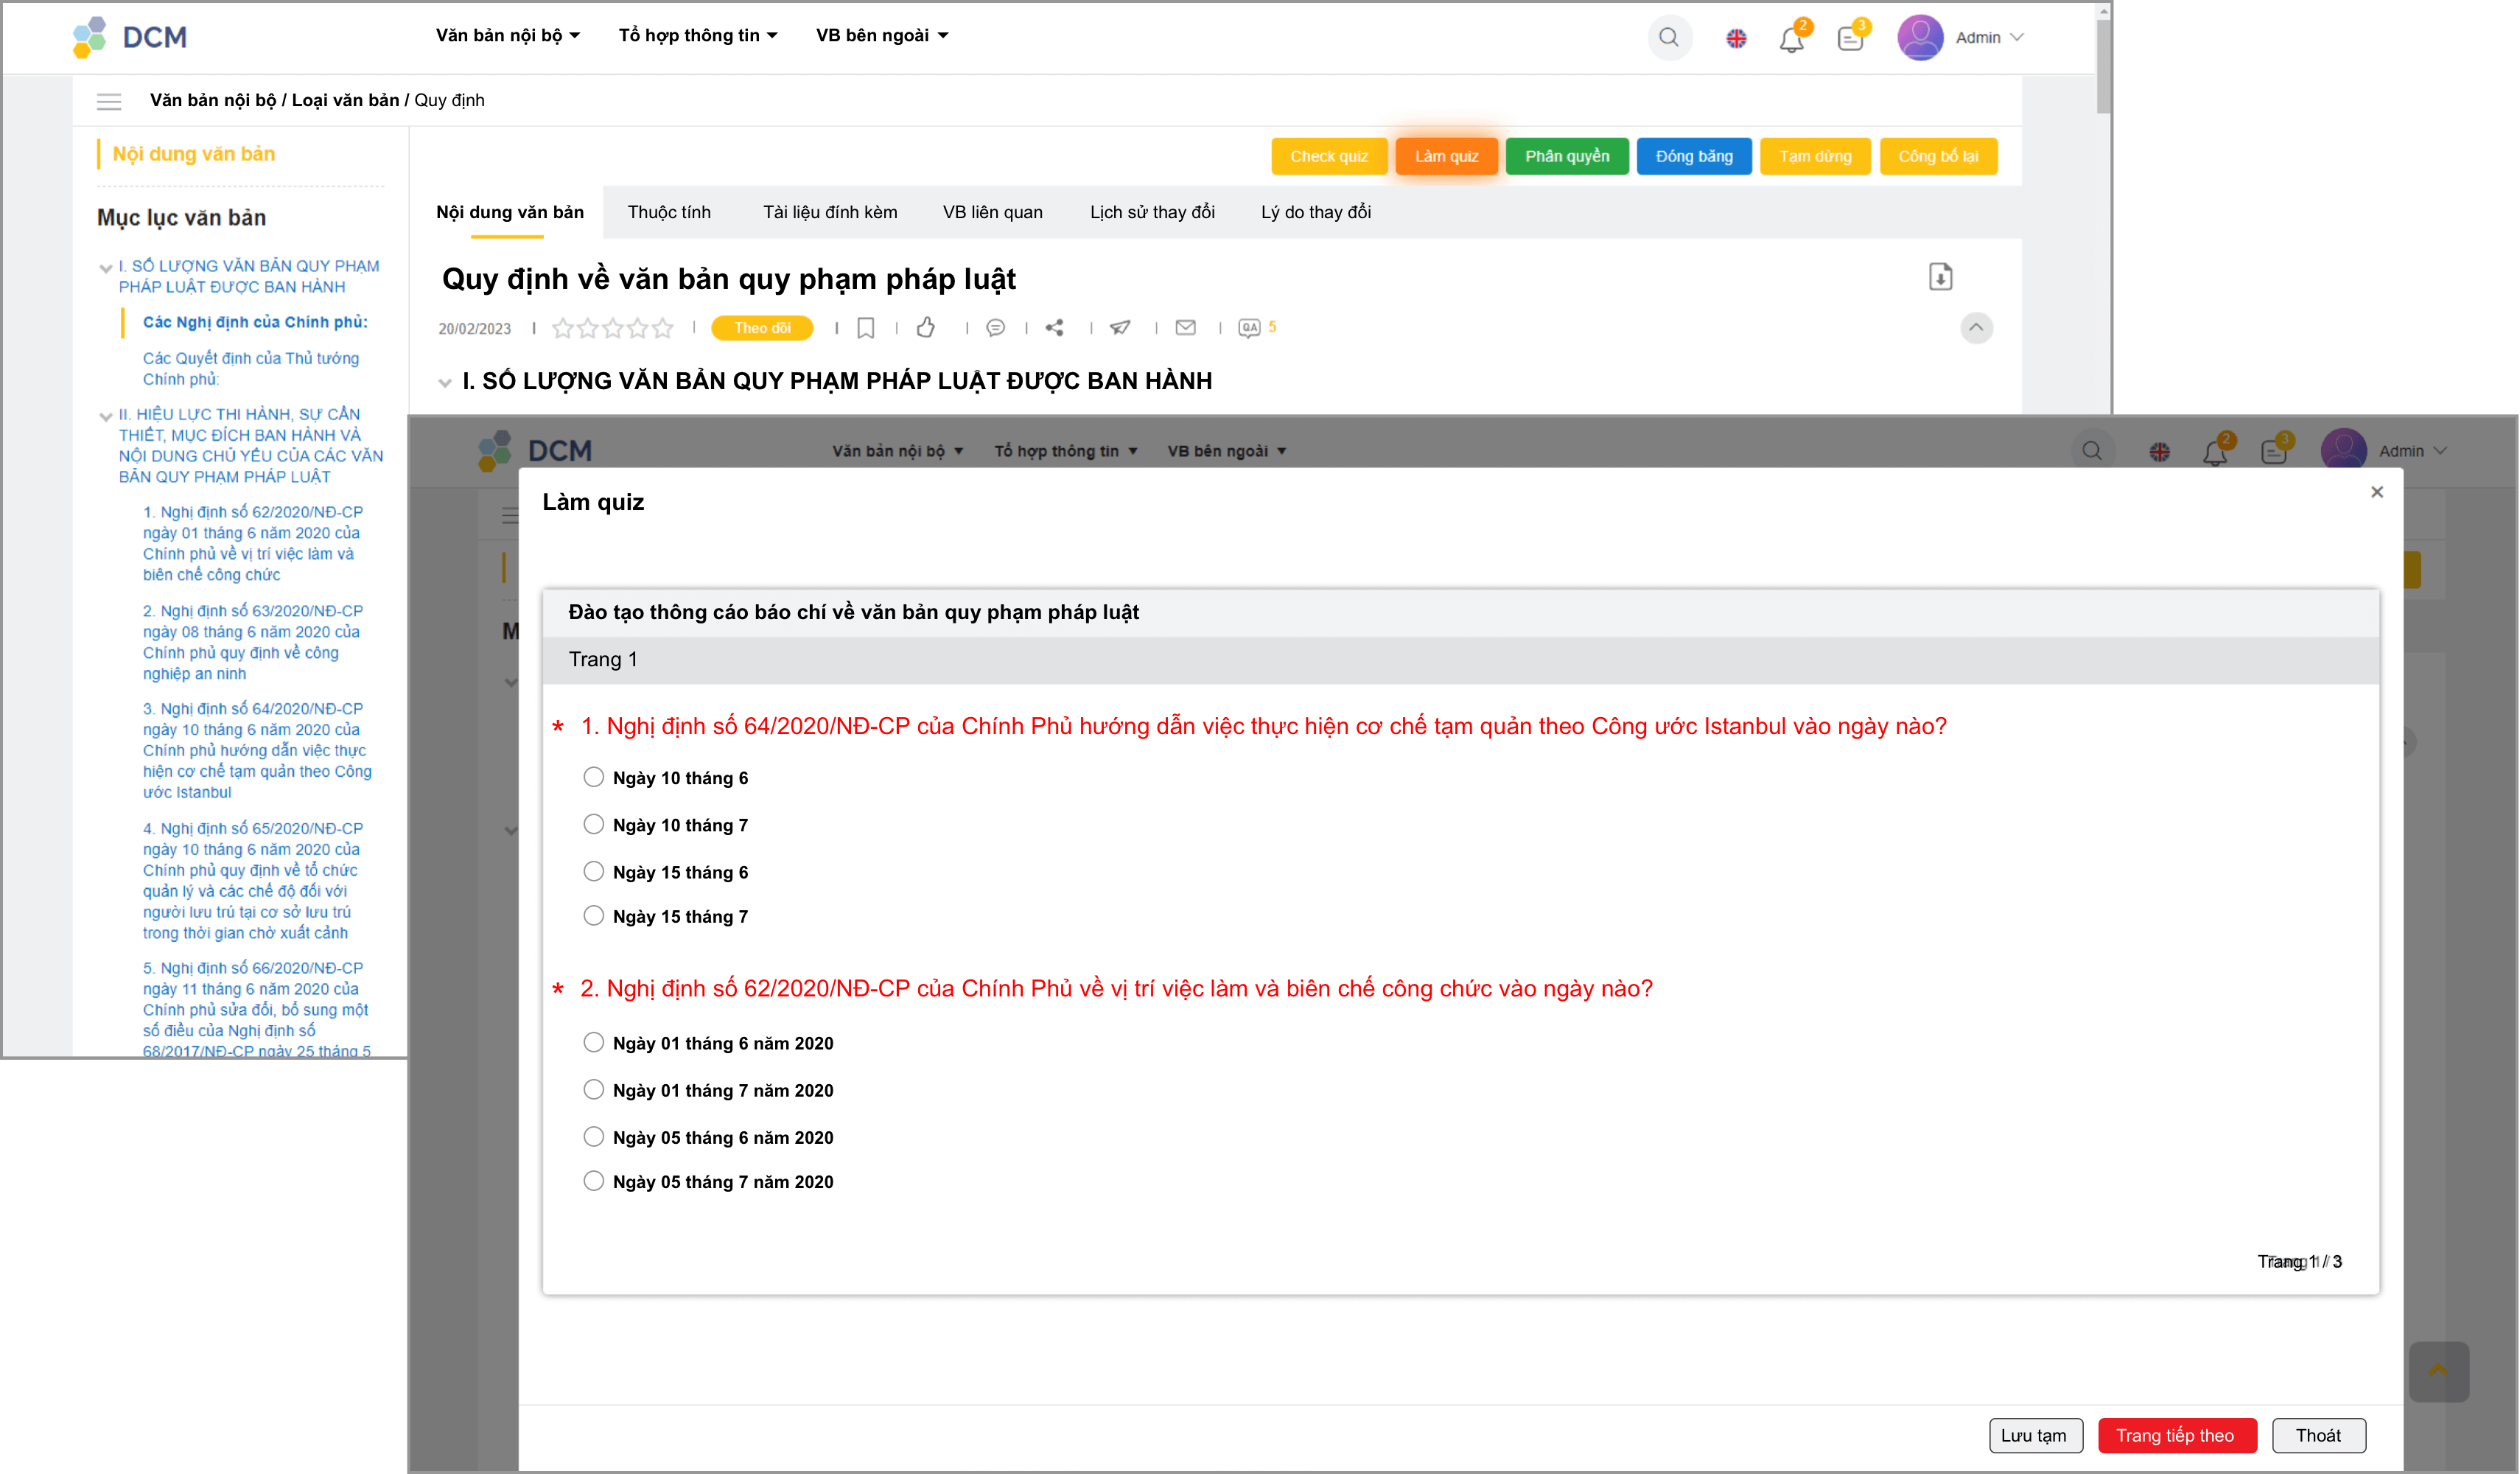 DCM
Văn bản nội bộ
Tổ hợp thông tin
VB bên ngoài
2
3
Admin
Văn bản nội bộ / Loại văn bản / Quy định
Nội dung văn bản
Check quiz
Làm quiz
Phân quyền
Đóng băng
Tạm dừng
Công bố lại
Mục lục văn bản
I. SỐ LƯỢNG VĂN BẢN QUY PHẠM
PHÁP LUẬT ĐƯỢC BAN HÀNH
Các Nghị định của Chính phủ:
Các Quyết định của Thủ tướng
Chính phủ:
II. HIỆU LỰC THI HÀNH, SỰ CẦN
THIẾT, MỤC ĐÍCH BAN HÀNH VÀ
NỘI DUNG CHỦ YẾU CỦA CÁC VĂN
BẢN QUY PHẠM PHÁP LUẬT
1. Nghị định số 62/2020/NĐ-CP
ngày 01 tháng 6 năm 2020 của
Chính phủ về vị trí việc làm và
biên chế công chức
2. Nghị định số 63/2020/NĐ-CP
ngày 08 tháng 6 năm 2020 của
Chính phủ quy định về công
nghiệp an ninh
3. Nghị định số 64/2020/NĐ-CP
ngày 10 tháng 6 năm 2020 của
Chính phủ hướng dẫn việc thực
hiện cơ chế tạm quản theo Công
ước Istanbul
4. Nghị định số 65/2020/NĐ-CP
ngày 10 tháng 6 năm 2020 của
Chính phủ quy định về tổ chức
quản lý và các chế độ đối với
người lưu trú tại cơ sở lưu trú
trong thời gian chờ xuất cảnh
5. Nghị định số 66/2020/NĐ-CP
ngày 11 tháng 6 năm 2020 của
Chính phủ sửa đổi, bổ sung một
số điều của Nghị định số
68/2017/NĐ-CP ngày 25 tháng 5
Nội dung văn bản
Thuộc tính
Tài liệu đính kèm
VB liên quan
Lịch sử thay đổi
Lý do thay đổi
Quy định về văn bản quy phạm pháp luật
20/02/2023
Theo dõi
QA 5
I. SỐ LƯỢNG VĂN BẢN QUY PHẠM PHÁP LUẬT ĐƯỢC BAN HÀNH
DCM
Văn bản nội bộ
Tổ hợp thông tin
VB bên ngoài
2
3
Admin
M
Làm quiz
Đào tạo thông cáo báo chí về văn bản quy phạm pháp luật
Trang 1
* 1. Nghị định số 64/2020/NĐ-CP của Chính Phủ hướng dẫn việc thực hiện cơ chế tạm quản theo Công ước Istanbul vào ngày nào?
Ngày 10 tháng 6
Ngày 10 tháng 7
Ngày 15 tháng 6
Ngày 15 tháng 7
* 2. Nghị định số 62/2020/NĐ-CP của Chính Phủ về vị trí việc làm và biên chế công chức vào ngày nào?
Ngày 01 tháng 6 năm 2020
Ngày 01 tháng 7 năm 2020
Ngày 05 tháng 6 năm 2020
Ngày 05 tháng 7 năm 2020
Trang 1 / 3
Lưu tạm
Trang tiếp theo
Thoát